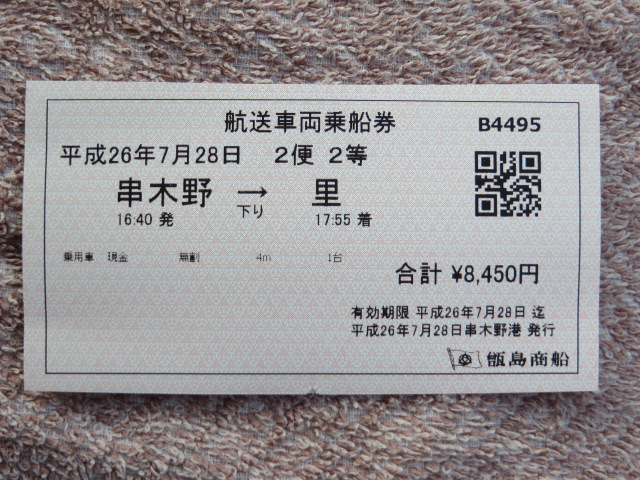 航送車両乗船券 B4495
平成26年7月28日 2便 2等
串木野 → 里
下り
16:40 発 17:55 着
乗用車 現金 無割 4m 1台
合計 ¥8,450円
有効期限 平成26年7月28日 迄
平成26年7月28日串木野港 発行
甑島商船